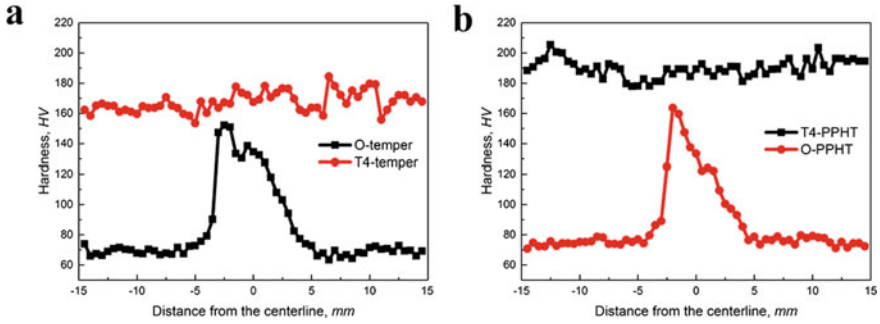 a
220
200
180
160
140
120
100
80
60
Hardness, HV
O-temper
T4-temper
-15 -10 -5 0 5 10 15
Distance from the centerline, mm
b
220
200
180
160
140
120
100
80
60
Hardness, HV
T4-PPHT
O-PPHT
-15 -10 -5 0 5 10 15
Distance from the centerline, mm